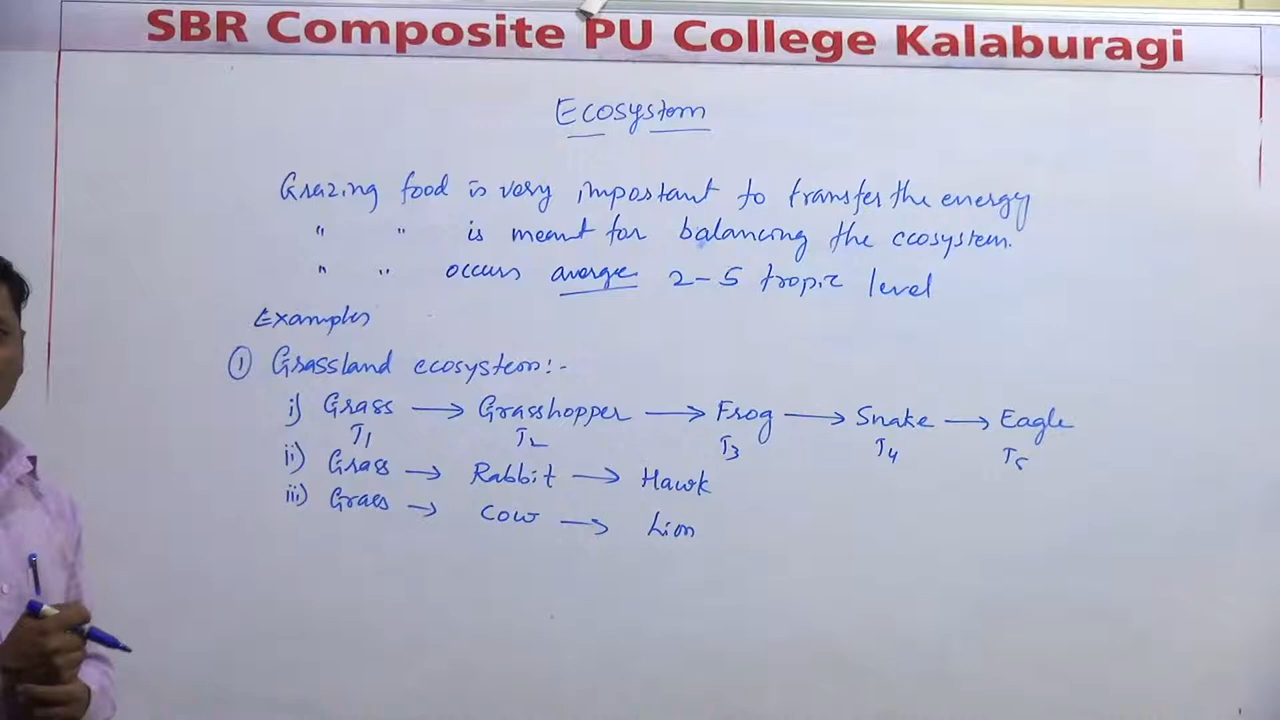 SBR Composite PU College Kalaburagi
Ecosystem
Grazing food is very important to transfer the energy
" " is meant for balancing the ecosystem.
" " occurs averge 2-5 tropic level
Examples
① Grassland ecosystem:-
i) Grass → Grasshopper → Frog → Snake → Eagle
T1 T2 T3 T4 T5
ii) Grass → Rabbit → Hawk
iii) Grass → Cow → Lion